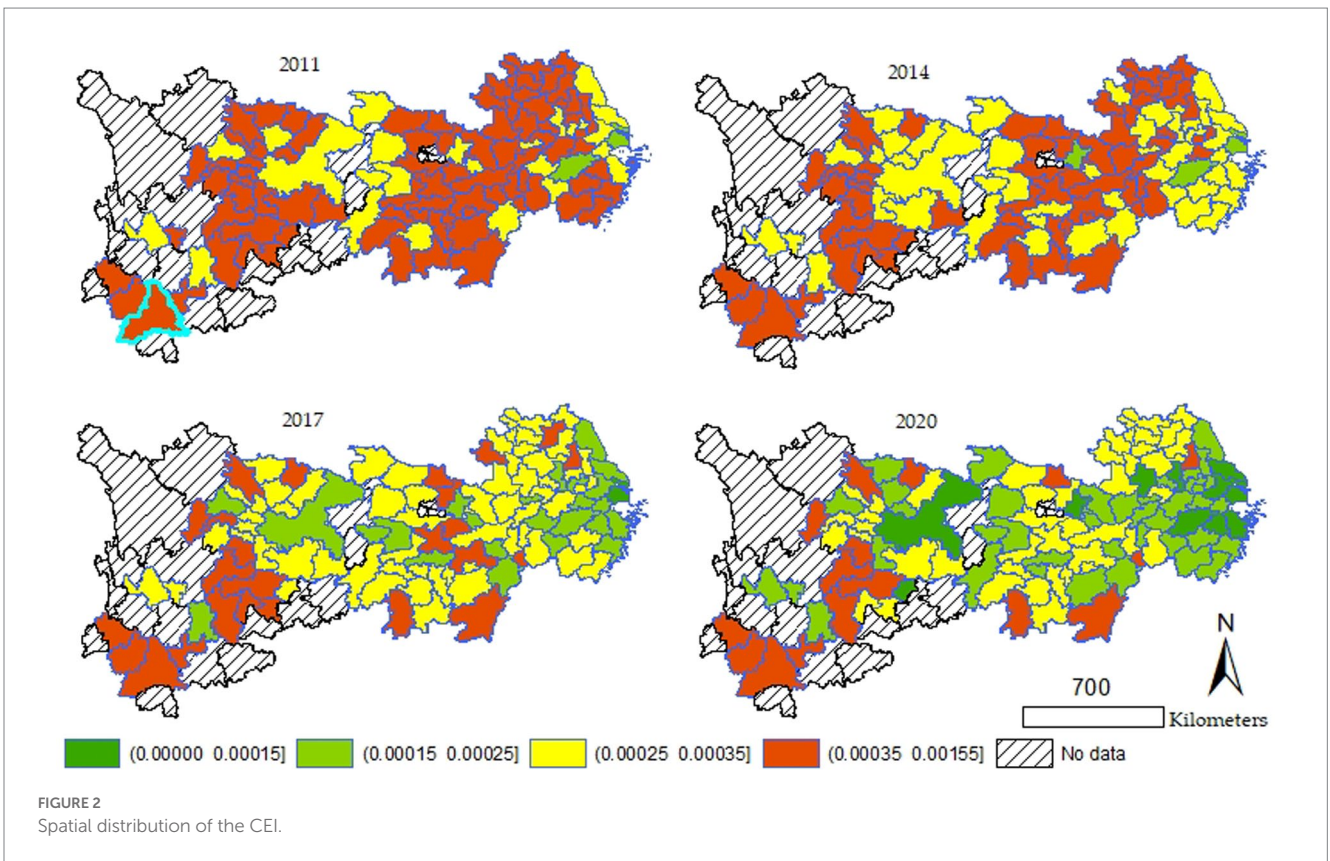 2011
2014
2017
2020
N
700
Kilometers
(0.00000 0.00015]
(0.00015 0.00025]
(0.00025 0.00035]
(0.00035 0.00155]
No data
FIGURE 2
Spatial distribution of the CEI.